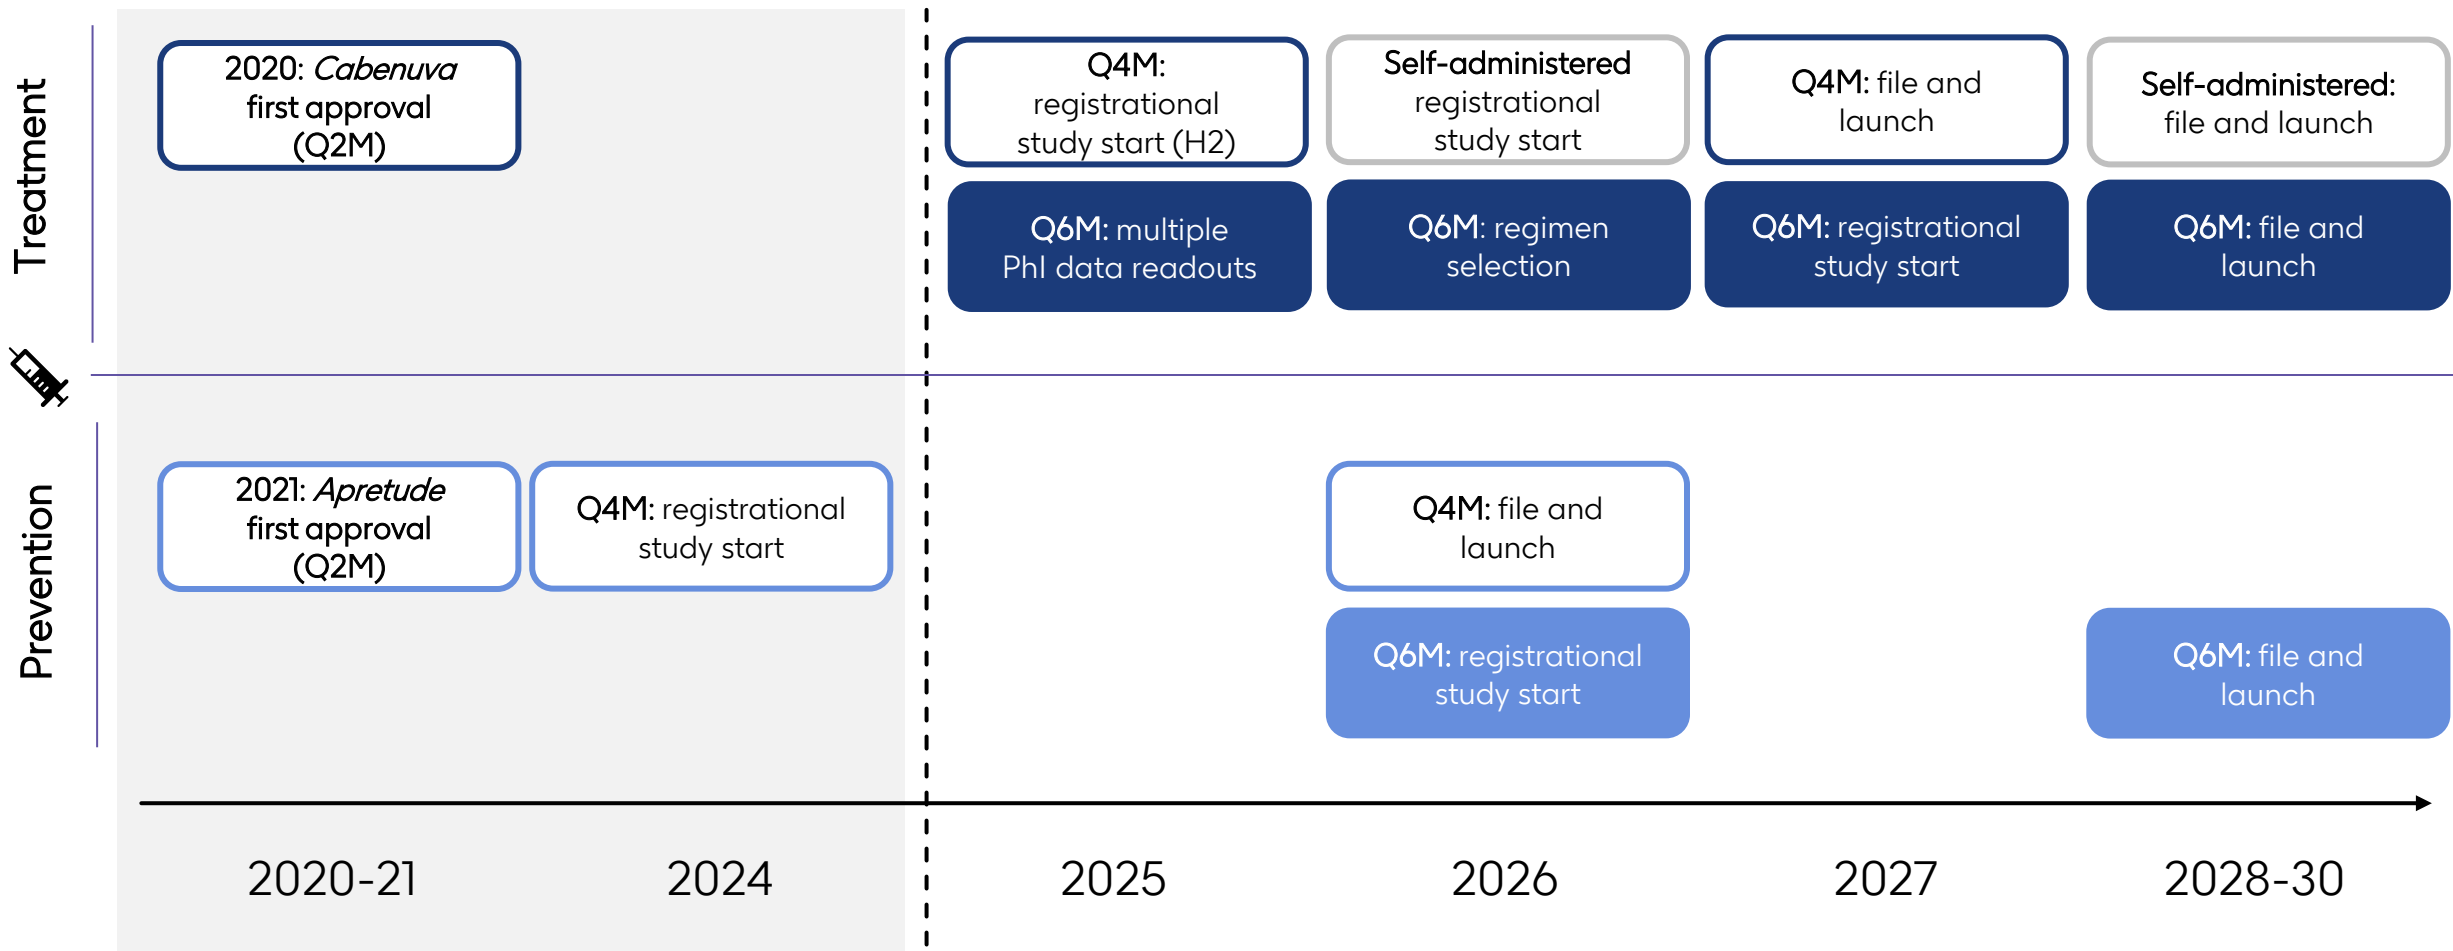 Treatment
2020: Cabenuva
first approval
(Q2M)
Q4M:
registrational
study start (H2)
Self-administered
registrational
study start
Q4M: file and
launch
Self-administered:
file and launch
Q6M: multiple
PhI data readouts
Q6M: regimen
selection
Q6M: registrational
study start
Q6M: file and
launch
Prevention
2021: Apretude
first approval
(Q2M)
Q4M: registrational
study start
Q4M: file and
launch
Q6M: registrational
study start
Q6M: file and
launch
2020-21
2024
2025
2026
2027
2028-30